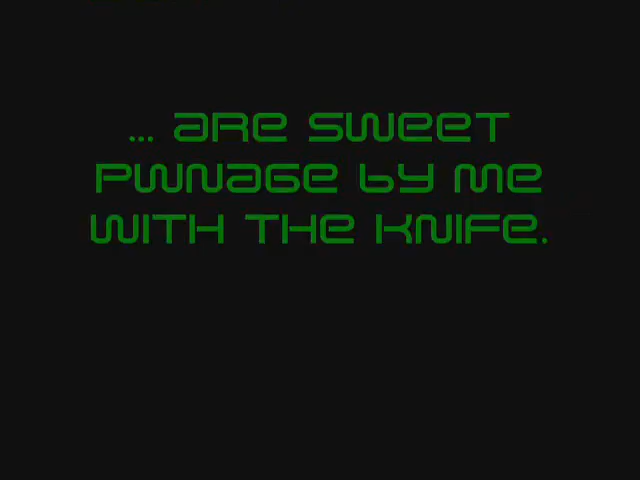 ... are sweet
pwnage by me
with the knife.